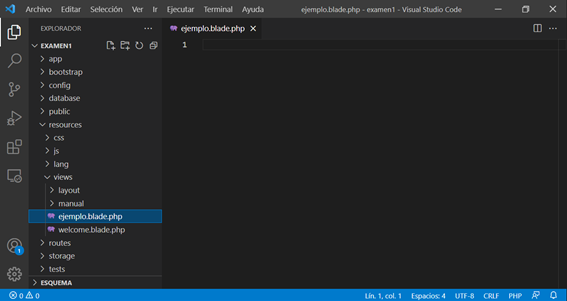 Archivo Editar Selección Ver Ir Ejecutar Terminal Ayuda ejemplo.blade.php - examen1 - Visual Studio Code
EXPLORADOR
ejemplo.blade.php
EXAMEN1
1
app
bootstrap
config
database
public
resources
css
js
lang
views
layout
manual
ejemplo.blade.php
welcome.blade.php
routes
storage
tests
ESQUEMA
1
0 0 Lín. 1, col. 1 Espacios: 4 UTF-8 CRLF PHP